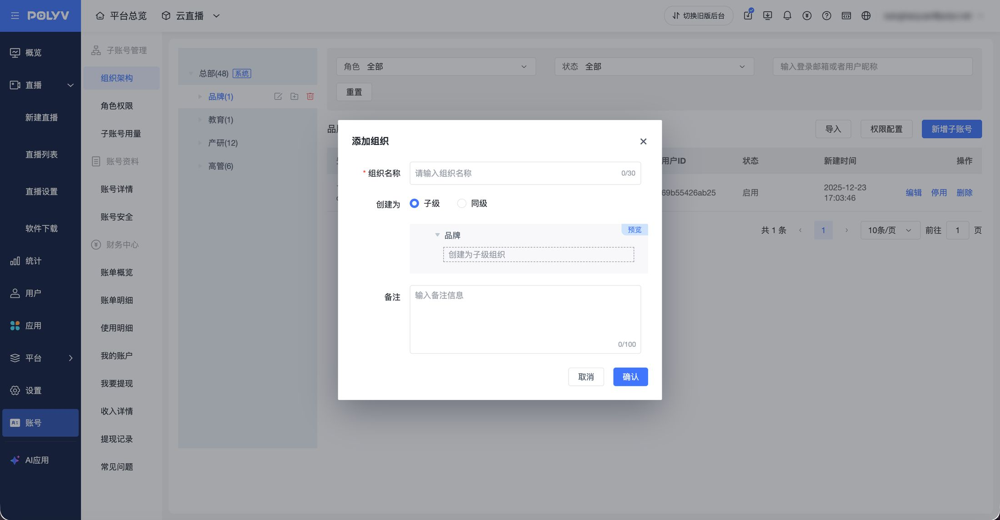 POLYV
平台总览
云直播
切换旧版后台
概览
直播
新建直播
直播列表
直播设置
软件下载
统计
用户
应用
平台
设置
账号
AI应用
子账号管理
组织架构
角色权限
子账号用量
账号资料
账号详情
账号安全
财务中心
账单概览
账单明细
使用明细
我的账户
我要提现
收入详情
提现记录
常见问题
总部(48) 系统
品牌(1)
教育(1)
产研(12)
高管(6)
角色 全部
状态 全部
输入登录邮箱或者用户昵称
重置
导入
权限配置
新增子账号
用户ID
状态
新建时间
操作
69b55426ab25
启用
2025-12-23
17:03:46
编辑 停用 删除
共 1 条
1
10条/页
前往 1 页
添加组织
* 组织名称
请输入组织名称
0/30
创建为
子级
同级
预览
品牌
创建为子级组织
备注
输入备注信息
0/100
取消
确认